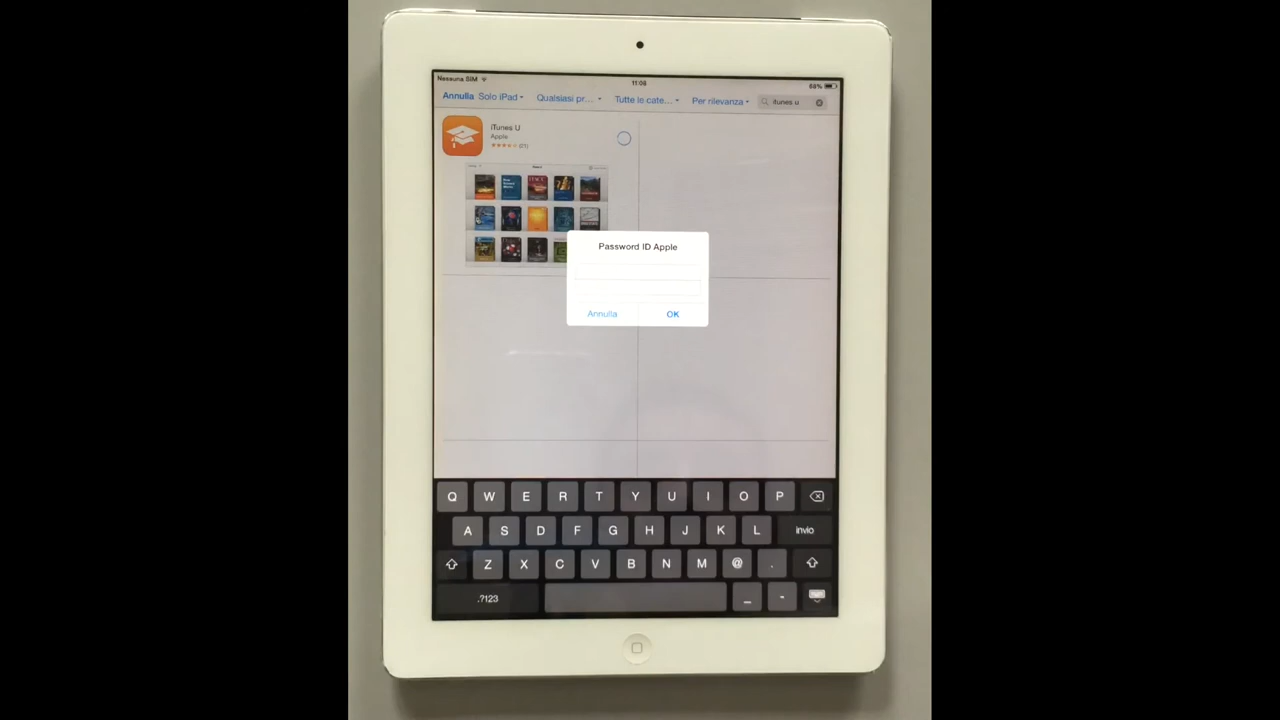 Nessuna SIM 11:06 68%
Annulla Solo iPad Qualsiasi pr... Tutte le cate... Per rilevanza itunes u
iTunes U
Apple
(21)
Password ID Apple
Annulla OK
Q W E R T Y U I O P
A S D F G H J K L invio
Z X C V B N M @ .
.?123 _ -